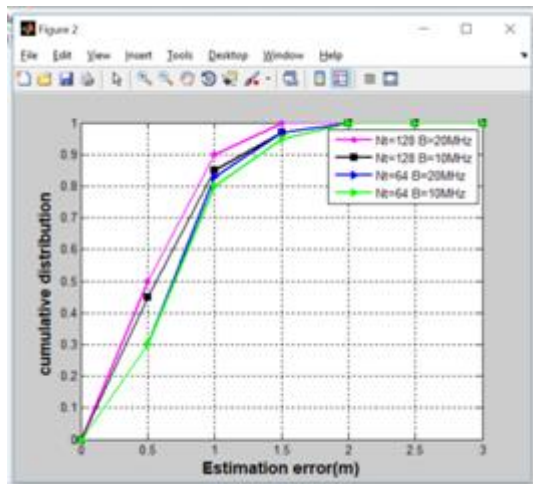 Figure 2
File Edit View Insert Tools Desktop Window Help
1
0.9
0.8
0.7
0.6
0.5
0.4
0.3
0.2
0.1
0
0 0.5 1 1.5 2 2.5 3
cumulative distribution
Estimation error(m)
Nt=128 B=20MHz
Nt=128 B=10MHz
Nt=64 B=20MHz
Nt=64 B=10MHz